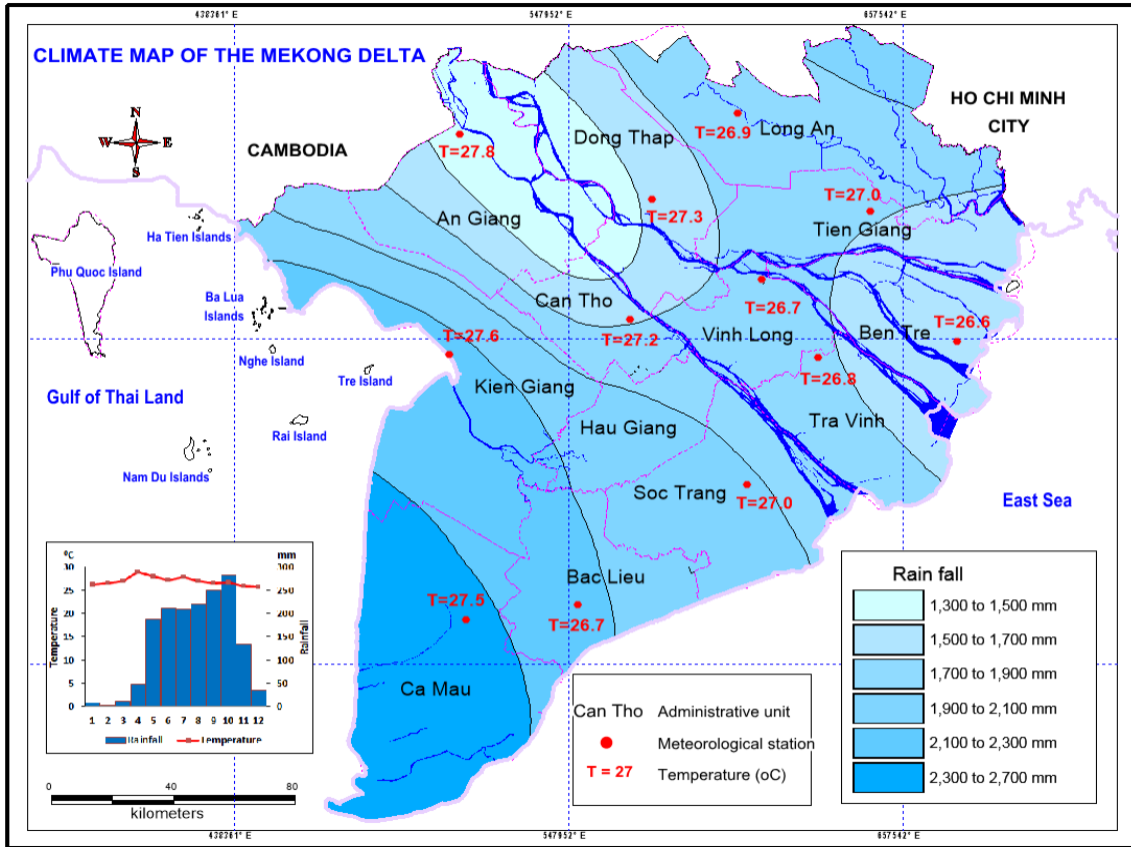 438361° E
547952° E
657542° E
CLIMATE MAP OF THE MEKONG DELTA
N
W
E
S
CAMBODIA
HO CHI MINH
CITY
T=27.8
Dong Thap
T=26.9
Long An
An Giang
T=27.3
T=27.0
Tien Giang
Ha Tien Islands
Phu Quoc Island
Ba Lua
Islands
Can Tho
T=27.2
T=26.7
Vinh Long
Ben Tre
T=26.6
T=27.6
Nghe Island
Tre Island
T=26.8
Kien Giang
Gulf of Thai Land
Rai Island
Hau Giang
Tra Vinh
Nam Du Islands
Soc Trang
T=27.0
East Sea
Bac Lieu
T=27.5
T=26.7
Ca Mau
ºC
mm
30
25
20
15
10
5
0
Temperature
300
250
200
150
100
50
0
Rainfall
1 2 3 4 5 6 7 8 9 10 11 12
Rainfall
Temperature
0 40 80
kilometers
Can Tho Administrative unit
Meteorological station
T = 27 Temperature (oC)
Rain fall
1,300 to 1,500 mm
1,500 to 1,700 mm
1,700 to 1,900 mm
1,900 to 2,100 mm
2,100 to 2,300 mm
2,300 to 2,700 mm
438361° E
547952° E
657542° E